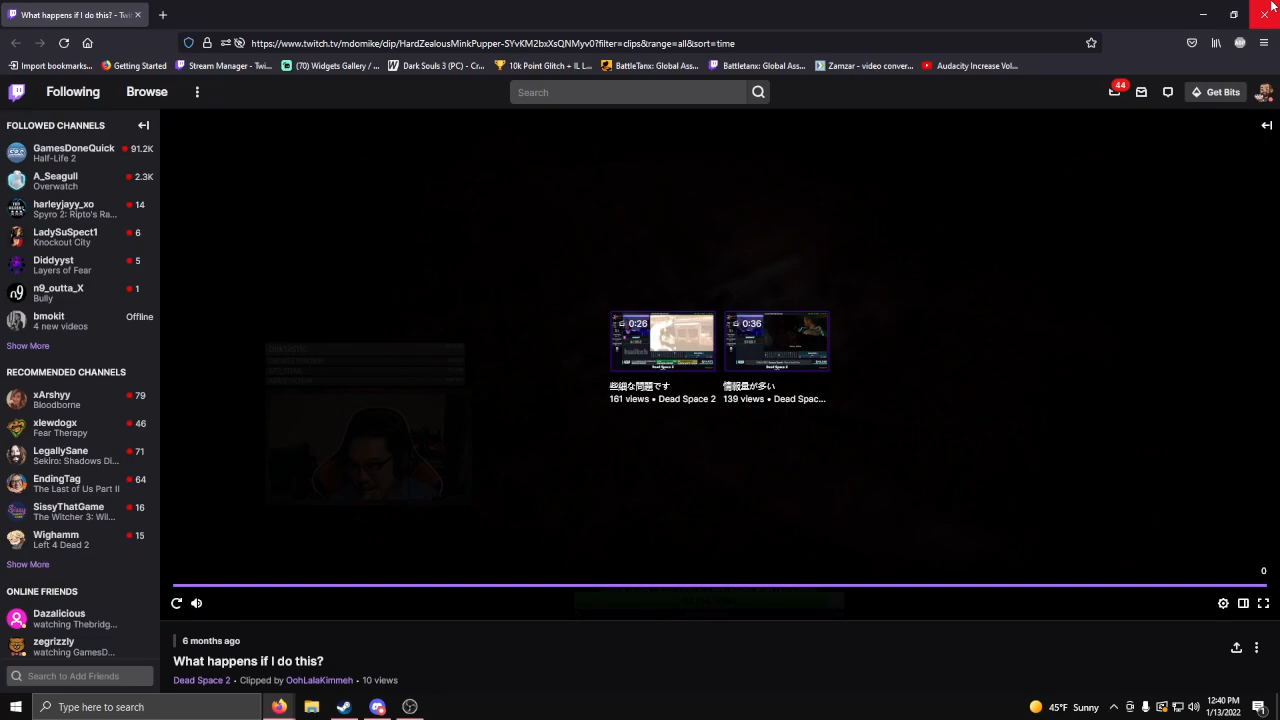 What happens if I do this? - Twi
https://www.twitch.tv/mdomike/clip/HardZealousMinkPupper-SYvKM2bxXsQNMyv0?filter=clips&range=all&sort=time
Import bookmarks...
Getting Started
Stream Manager - Twi...
(70) Widgets Gallery / ...
Dark Souls 3 (PC) - Cr...
10k Point Glitch + IL L...
BattleTanx: Global Ass...
Battletanx: Global Ass...
Zamzar - video conver...
Audacity Increase Vol...
Following
Browse
Search
44
Get Bits
FOLLOWED CHANNELS
GamesDoneQuick 91.2K
Half-Life 2
A_Seagull 2.3K
Overwatch
harleyjayy_xo 14
Spyro 2: Ripto's Ra...
LadySuSpect1 6
Knockout City
Diddyyst 5
Layers of Fear
n9_outta_X 1
Bully
bmokit Offline
4 new videos
Show More
RECOMMENDED CHANNELS
xArshyy 79
Bloodborne
xlewdogx 46
Fear Therapy
LegallySane 71
Sekiro: Shadows Di...
EndingTag 64
The Last of Us Part II
SissyThatGame 16
The Witcher 3: Wil...
Wighamm 15
Left 4 Dead 2
Show More
ONLINE FRIENDS
Dazalicious
watching Thebridg...
zegrizzly
watching GamesD...
Search to Add Friends
0:26
Dead Space 2
些細な問題です
161 views • Dead Space 2
0:36
Dead Space 2
情報量が多い
139 views • Dead Spac...
0
6 months ago
What happens if I do this?
Dead Space 2 • Clipped by OohLalaKimmeh • 10 views
Type here to search
45°F Sunny
12:40 PM
1/13/2022
1